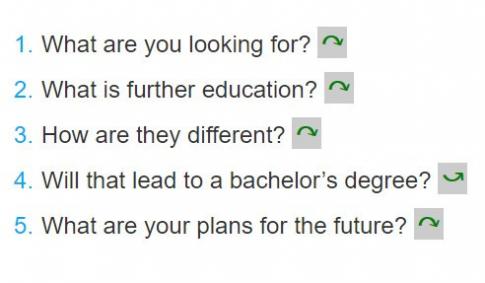 1. What are you looking for?
2. What is further education?
3. How are they different?
4. Will that lead to a bachelor’s degree?
5. What are your plans for the future?